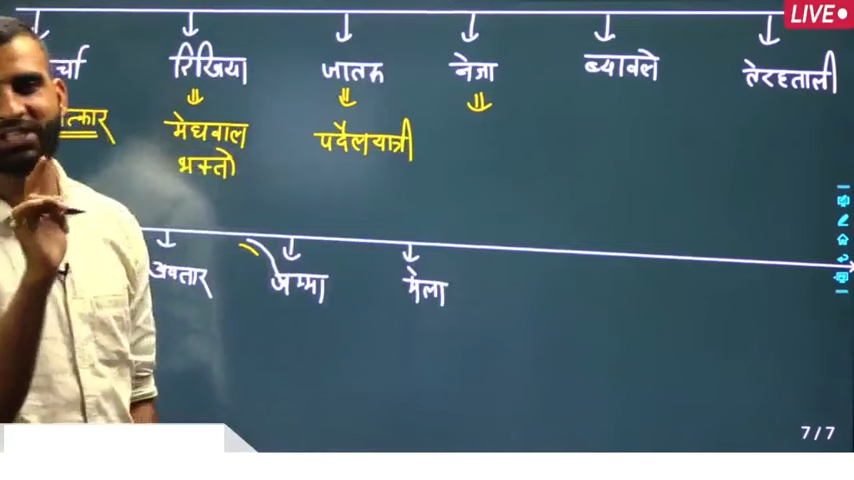 LIVE
र्चा रिखिया जातरू नेजा ब्यावले तेरहताली
त्कार मेघवाल पदैलयात्री
भक्तो
अवतार जम्मा मेला
7/7